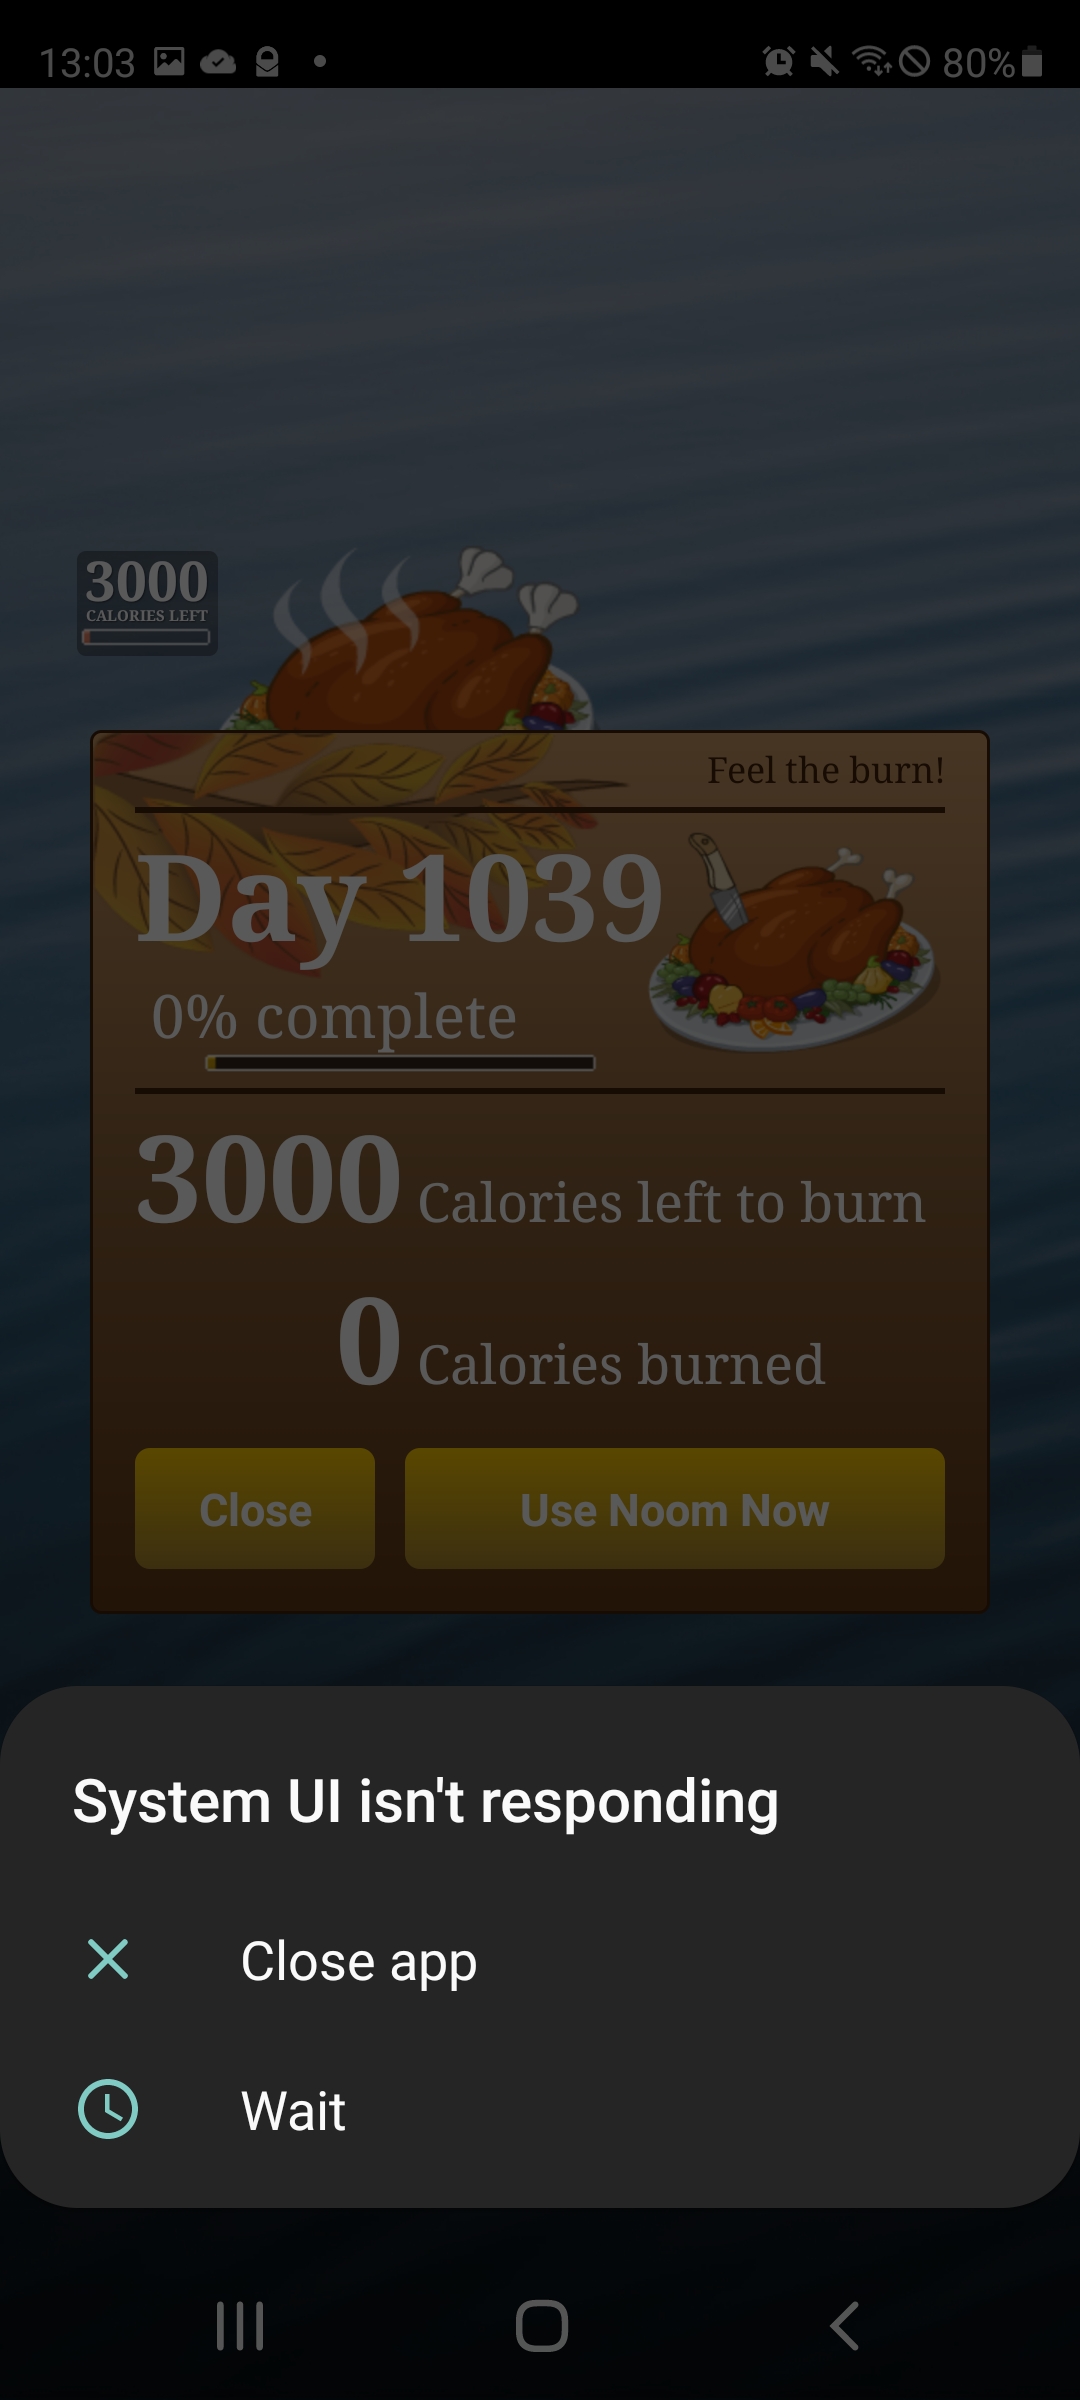 13:03
80%
3000
CALORIES LEFT
Feel the burn!
Day 1039
0% complete
3000 Calories left to burn
0 Calories burned
Close
Use Noom Now
System UI isn't responding
Close app
Wait